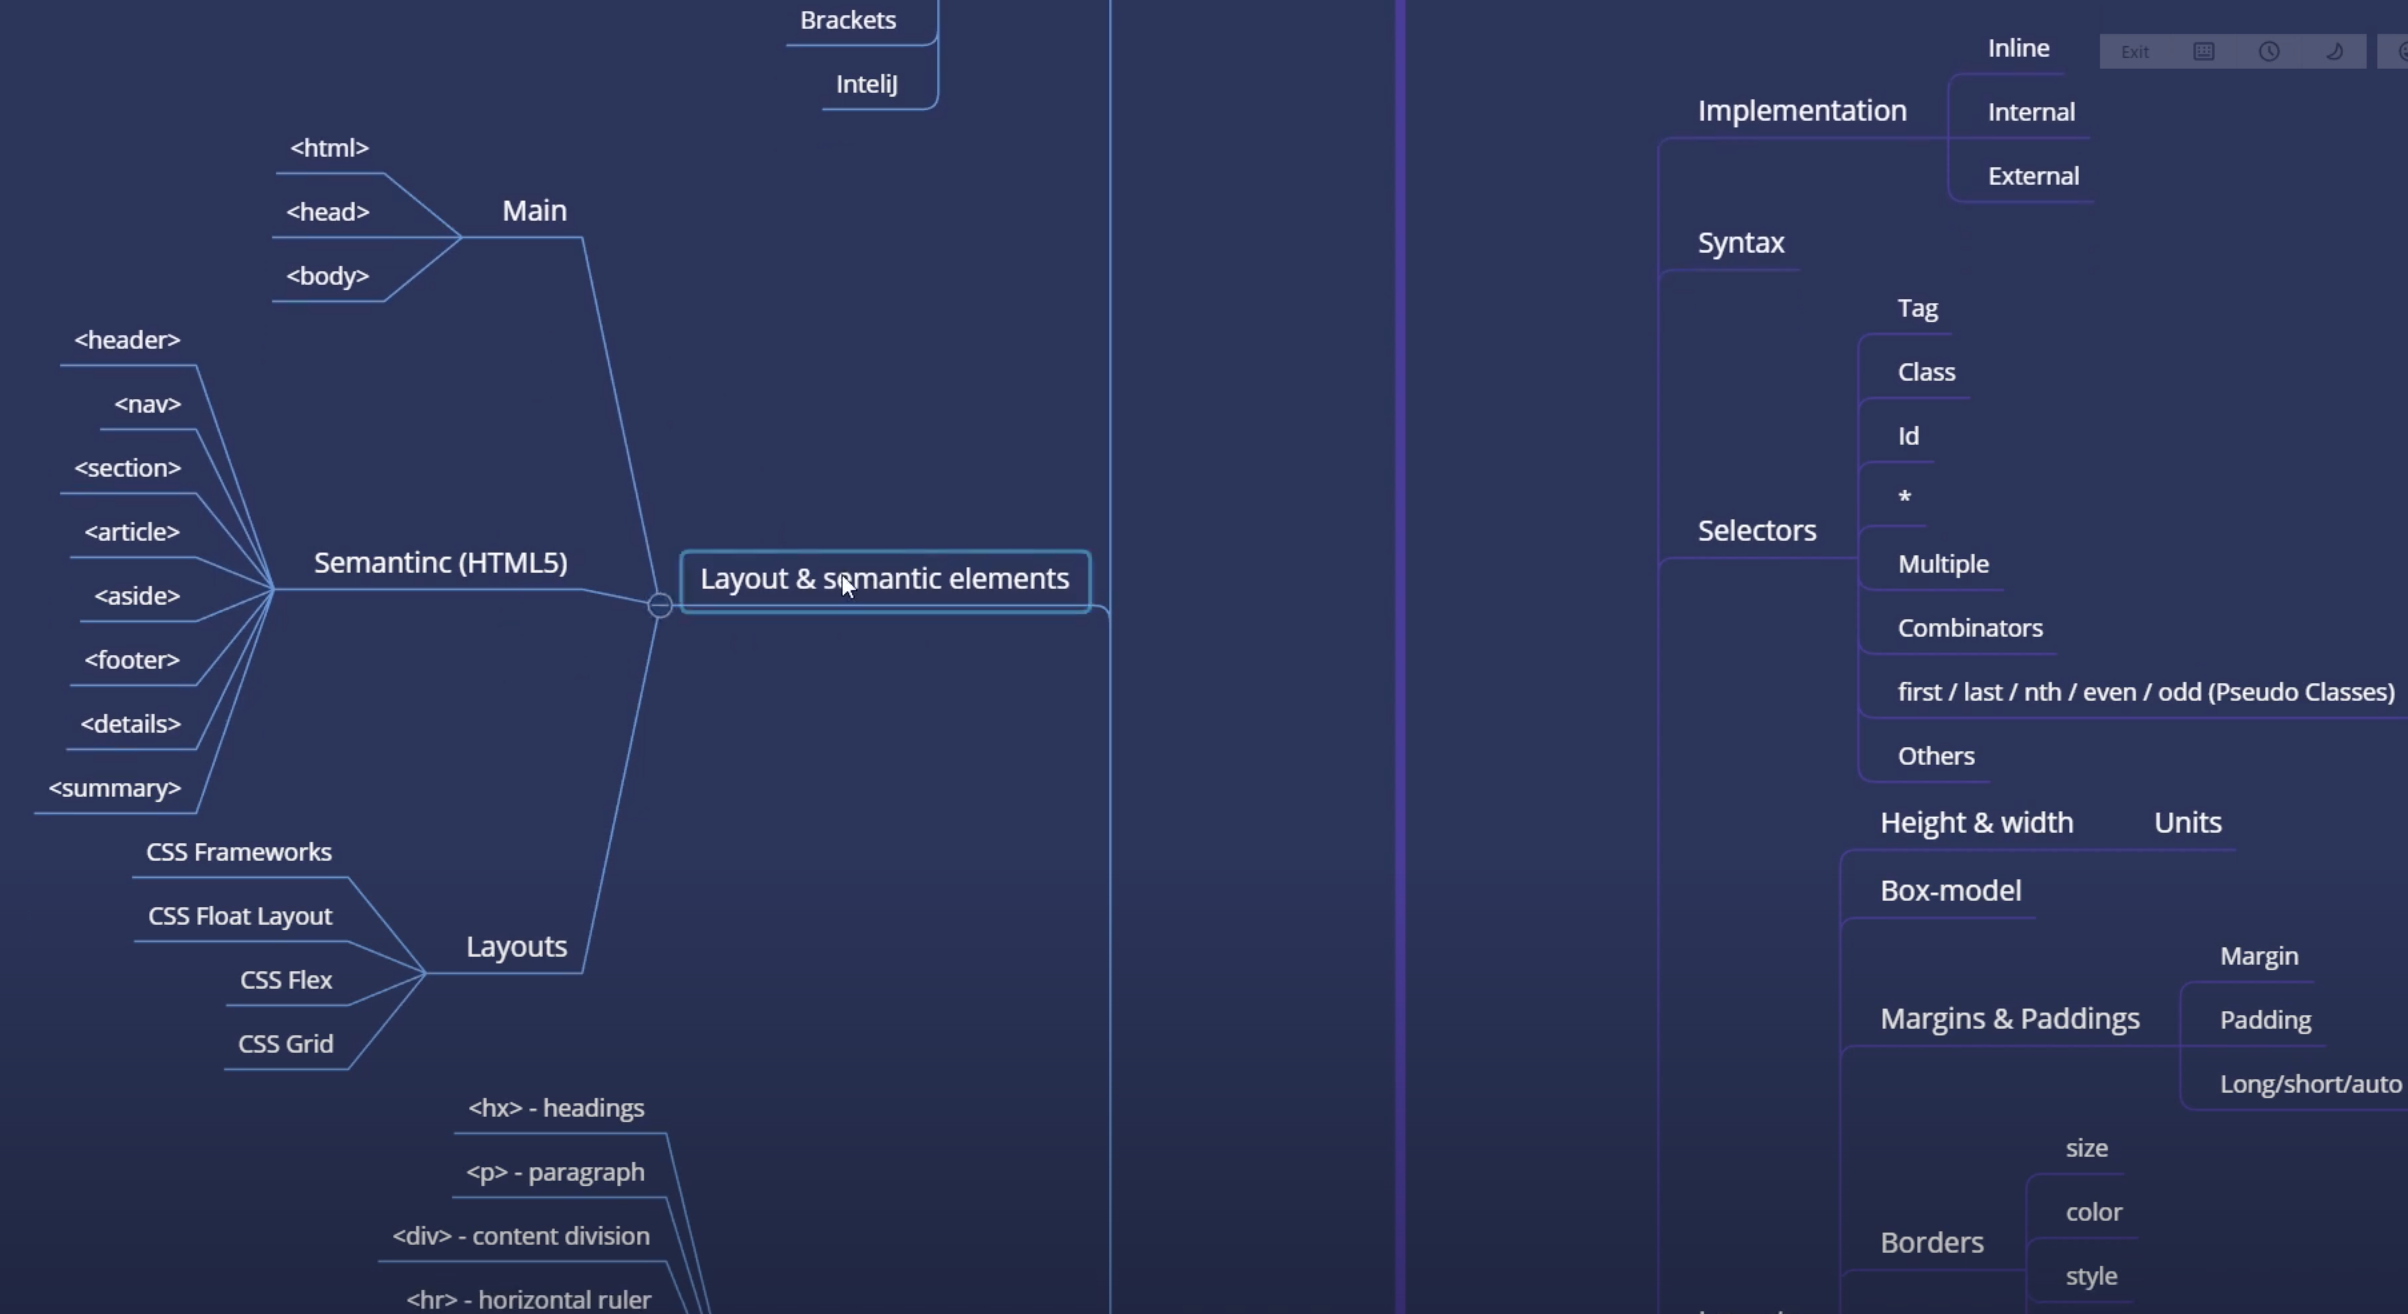 Brackets
InteliJ
<html>
<head>
<body>
Main
<header>
<nav>
<section>
<article>
<aside>
<footer>
<details>
<summary>
Semantinc (HTML5)
Layout & semantic elements
CSS Frameworks
CSS Float Layout
CSS Flex
CSS Grid
Layouts
<hx> - headings
<p> - paragraph
<div> - content division
<hr> - horizontal ruler
Exit
Implementation
Inline
Internal
External
Syntax
Selectors
Tag
Class
Id
*
Multiple
Combinators
first / last / nth / even / odd (Pseudo Classes)
Others
Height & width
Units
Box-model
Margins & Paddings
Margin
Padding
Long/short/auto
Borders
size
color
style